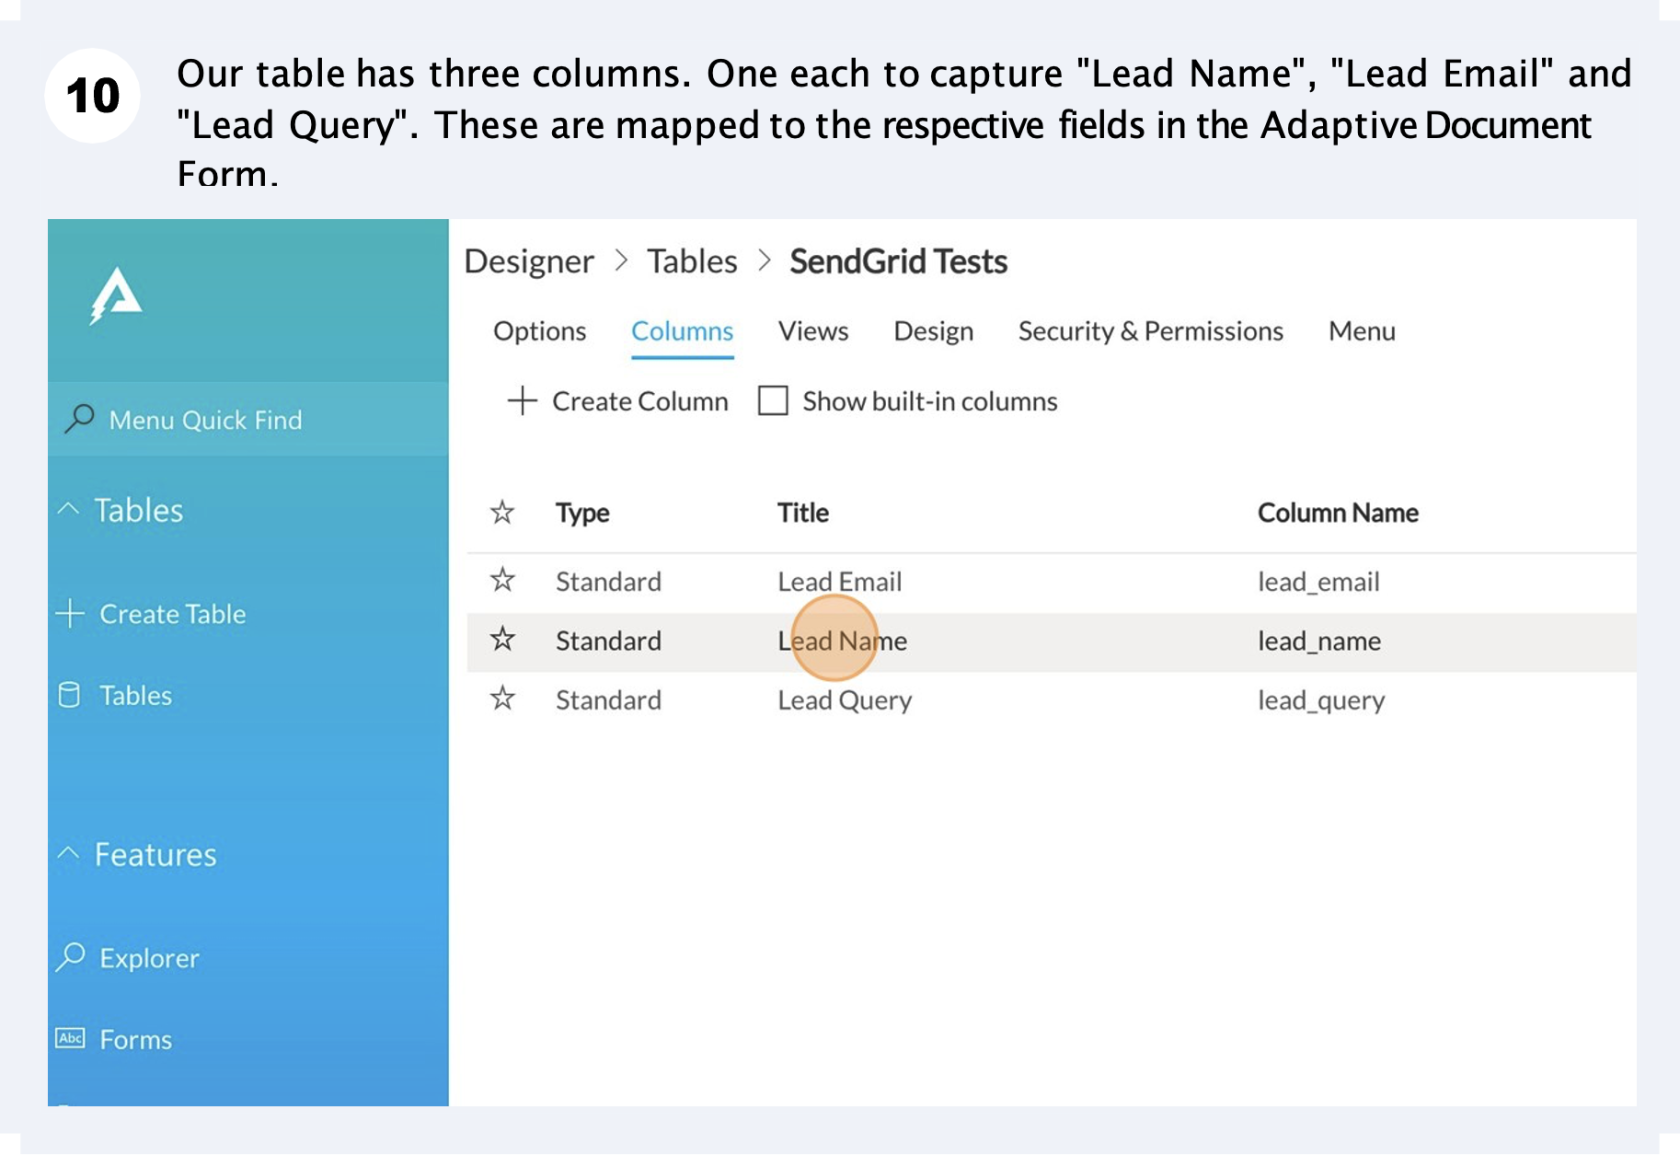 10
Our table has three columns. One each to capture "Lead Name", "Lead Email" and
"Lead Query". These are mapped to the respective fields in the Adaptive Document
Form.
Designer > Tables > SendGrid Tests
Options Columns Views Design Security & Permissions Menu
+ Create Column Show built-in columns
Menu Quick Find
Tables
Create Table
Tables
Features
Explorer
Abc Forms
Type Title Column Name
Standard Lead Email lead_email
Standard Lead Name lead_name
Standard Lead Query lead_query